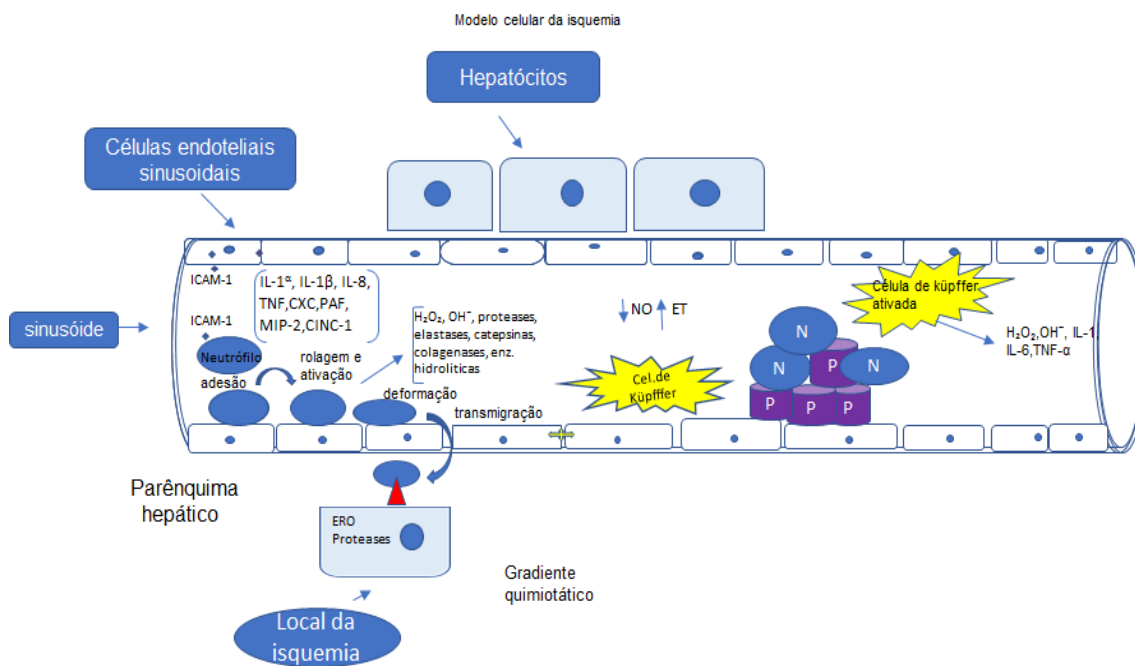 Modelo celular da isquemia
Hepatócitos
Células endoteliais
sinusoidais
ICAM-1
IL-1α, IL-1β, IL-8,
TNF,CXC,PAF,
MIP-2,CINC-1
sinusóide
ICAM-1
Neutrófilo
adesão
rolagem e
ativação
H₂O₂, OH⁻, proteases,
elastases, catepsinas,
colagenases, enz.
hidroliticas
deformação
transmigração
NO
ET
Cel.de
Küpfffer
N
N
N
P
P
P
P
Célula de küpffer
ativada
H₂O₂,OH⁻, IL-1,
IL-6,TNF-α
Parênquima
hepático
ERO
Proteases
Gradiente
quimiotático
Local da
isquemia